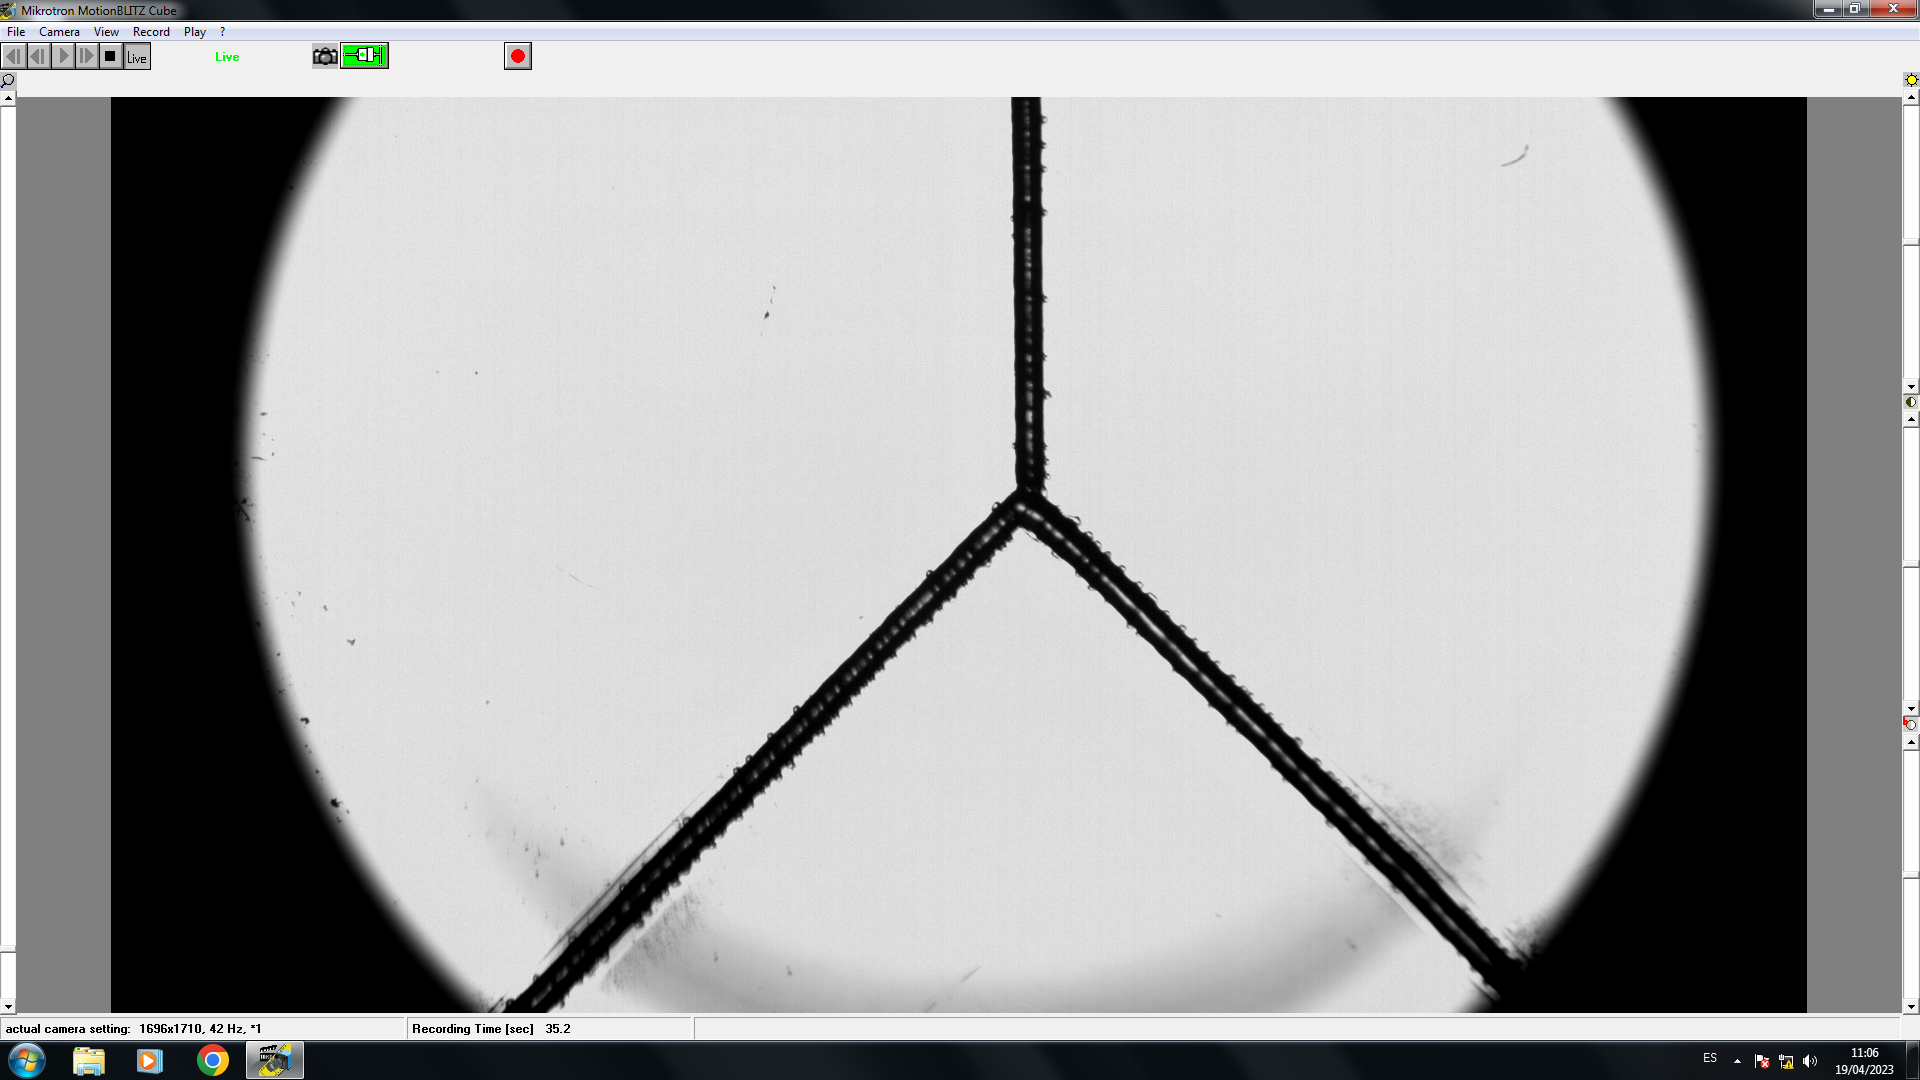 Mikrotron MotionBLITZ Cube
File Camera View Record Play ?
Live Live
actual camera setting: 1696x1710, 42 Hz, *1 Recording Time [sec] 35.2
ES
11:06
19/04/2023